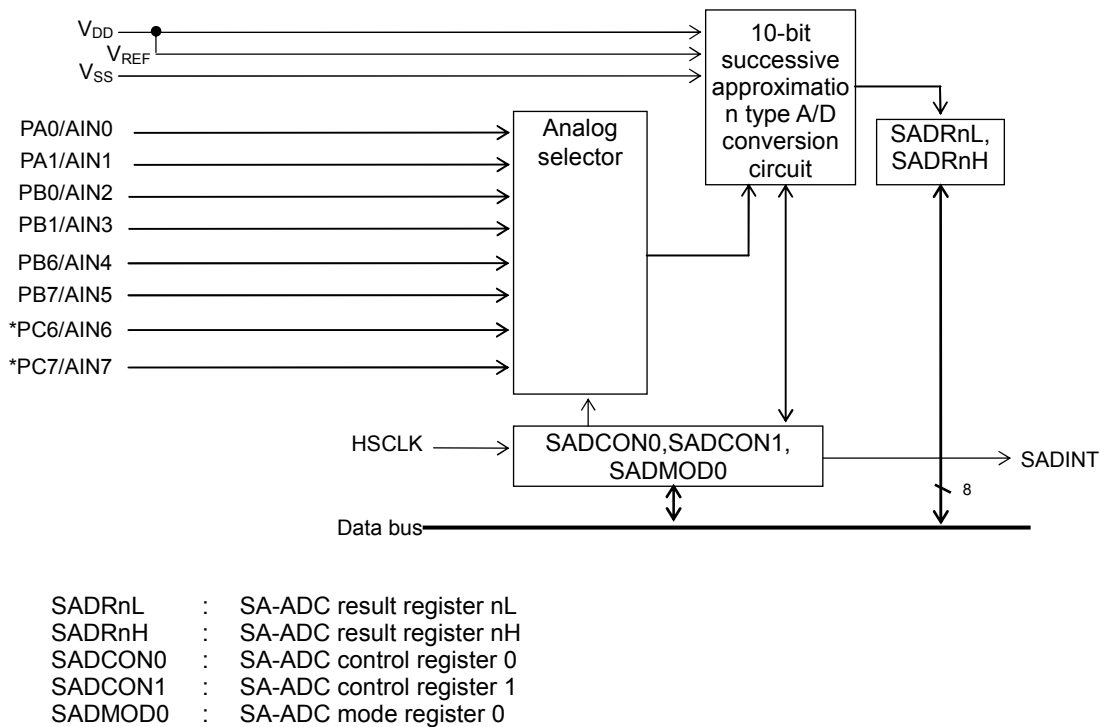 VDD
VREF
VSS
10-bit
successive
approximatio
n type A/D
conversion
circuit
SADRnL,
SADRnH
PA0/AIN0
PA1/AIN1
PB0/AIN2
PB1/AIN3
PB6/AIN4
PB7/AIN5
*PC6/AIN6
*PC7/AIN7
Analog
selector
HSCLK
SADCON0,SADCON1,
SADMOD0
SADINT
8
Data bus
SADRnL : SA-ADC result register nL
SADRnH : SA-ADC result register nH
SADCON0 : SA-ADC control register 0
SADCON1 : SA-ADC control register 1
SADMOD0 : SA-ADC mode register 0